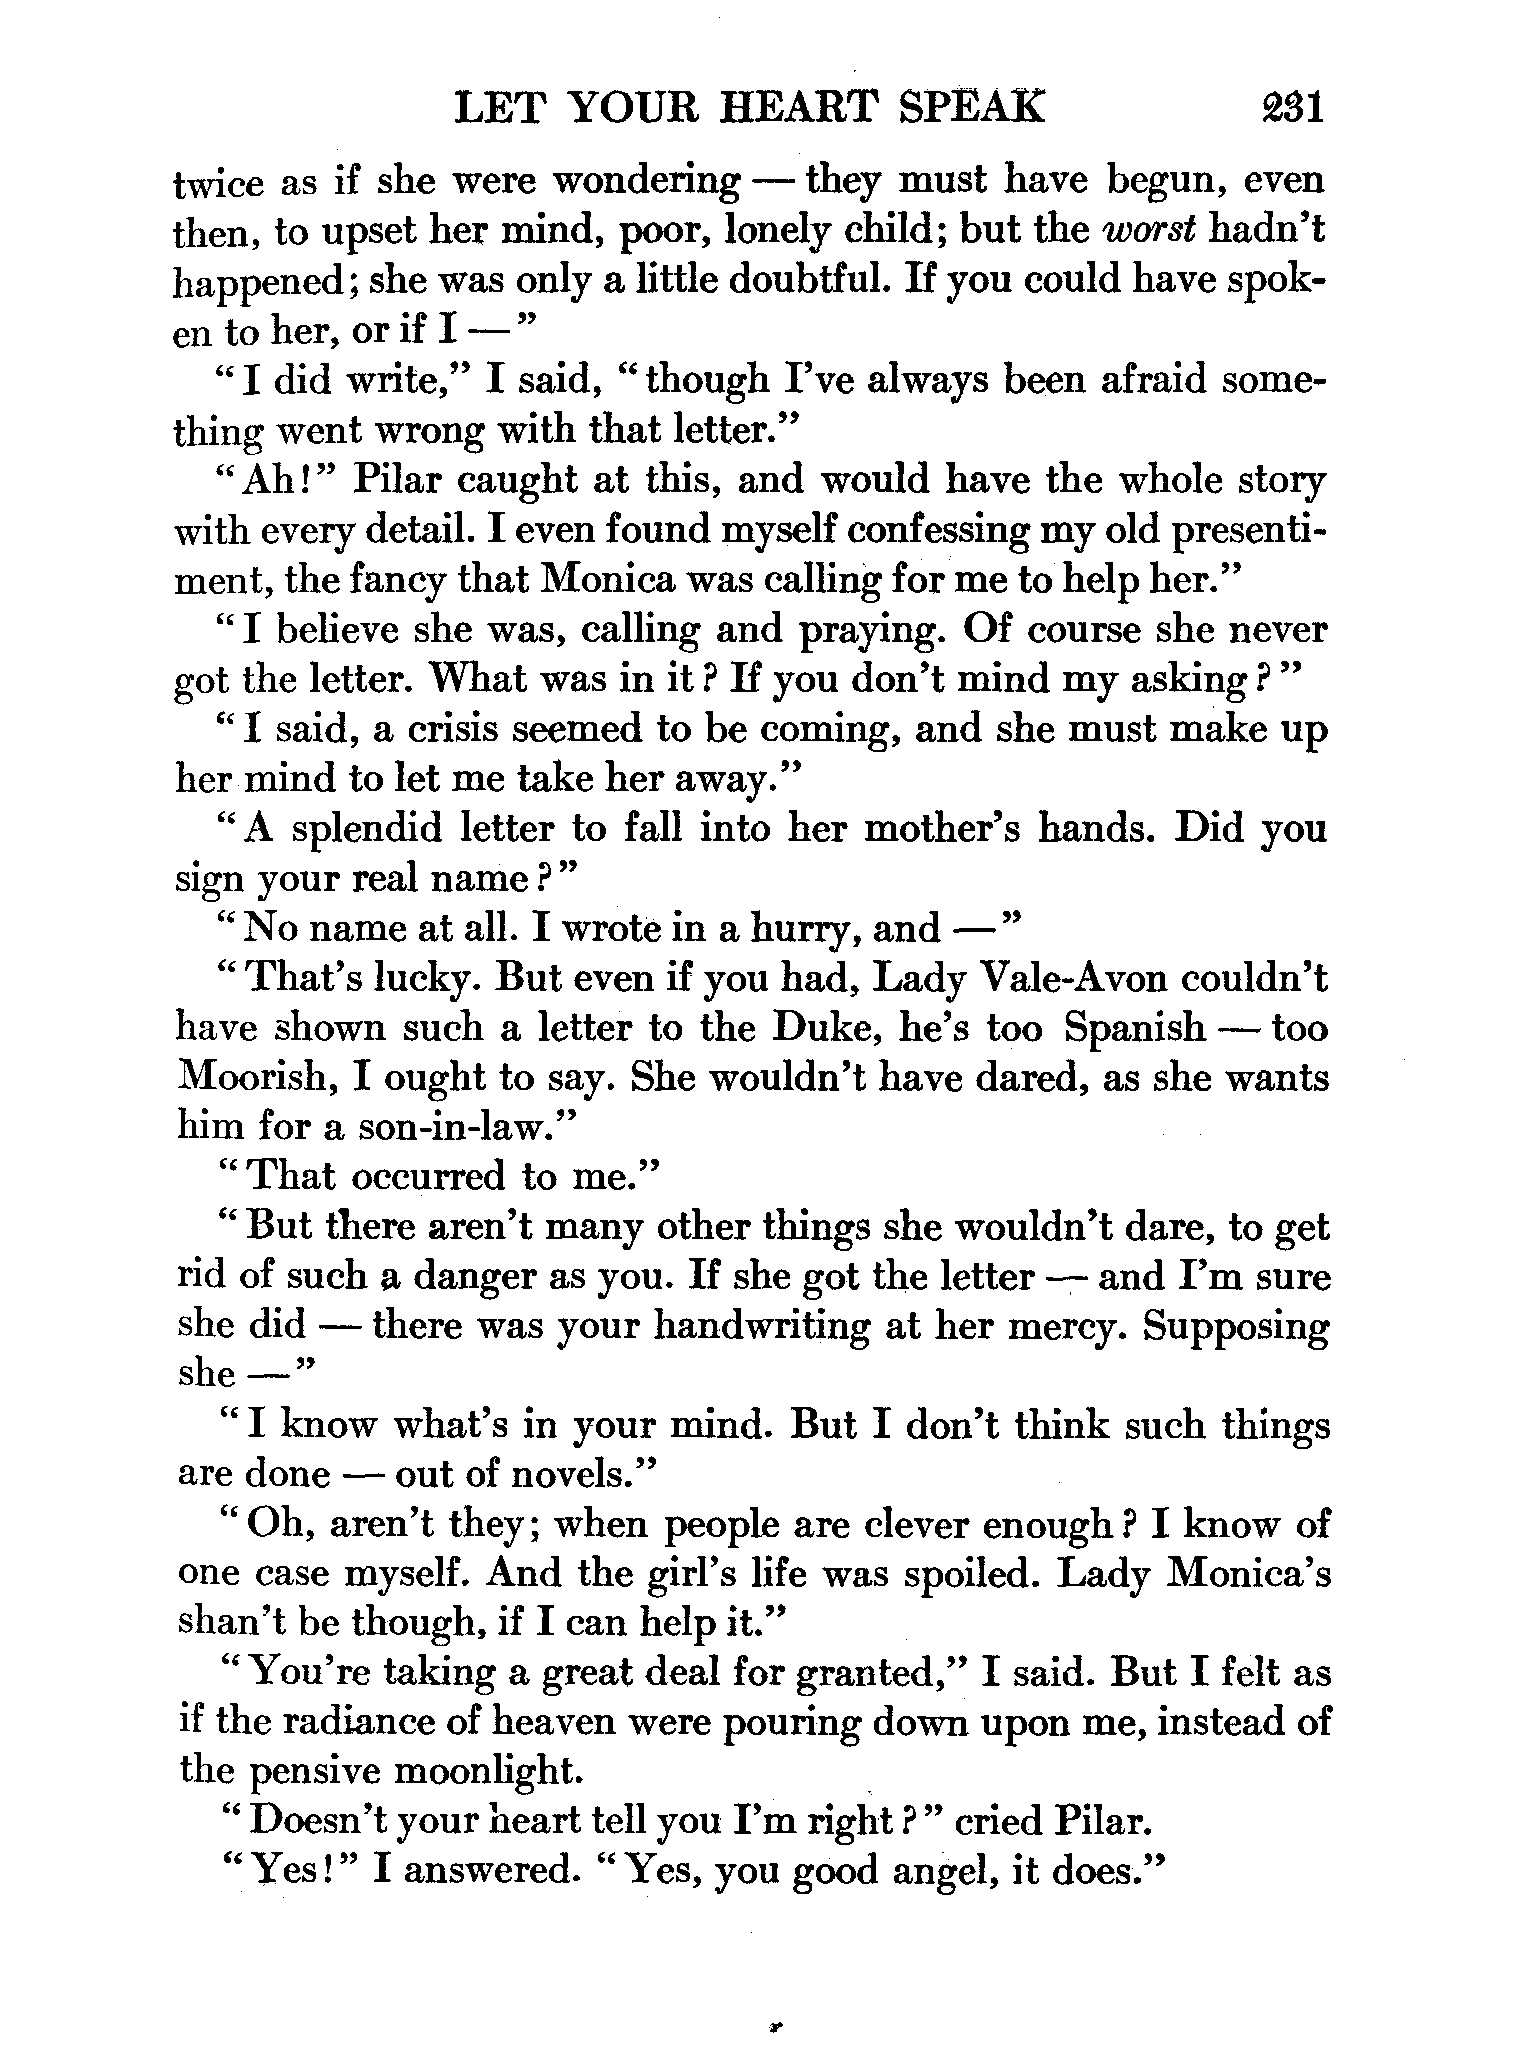 LET YOUR HEART SPEAK 231
twice as if she were wondering — they must have begun, even
then, to upset her mind, poor, lonely child; but the worst hadn't
happened; she was only a little doubtful. If you could have spok-
en to her, or if I —”
“I did write,” I said, “though I've always been afraid some-
thing went wrong with that letter.”
“Ah!” Pilar caught at this, and would have the whole story
with every detail. I even found myself confessing my old presenti-
ment, the fancy that Monica was calling for me to help her.”
“I believe she was, calling and praying. Of course she never
got the letter. What was in it? If you don't mind my asking?”
“I said, a crisis seemed to be coming, and she must make up
her mind to let me take her away.”
“A splendid letter to fall into her mother's hands. Did you
sign your real name?”
“No name at all. I wrote in a hurry, and —”
“That's lucky. But even if you had, Lady Vale-Avon couldn't
have shown such a letter to the Duke, he's too Spanish — too
Moorish, I ought to say. She wouldn't have dared, as she wants
him for a son-in-law.”
“That occurred to me.”
“But there aren't many other things she wouldn't dare, to get
rid of such a danger as you. If she got the letter — and I'm sure
she did — there was your handwriting at her mercy. Supposing
she —”
“I know what's in your mind. But I don't think such things
are done — out of novels.”
“Oh, aren't they; when people are clever enough? I know of
one case myself. And the girl's life was spoiled. Lady Monica's
shan't be though, if I can help it.”
“You're taking a great deal for granted,” I said. But I felt as
if the radiance of heaven were pouring down upon me, instead of
the pensive moonlight.
“Doesn't your heart tell you I'm right?” cried Pilar.
“Yes!” I answered. “Yes, you good angel, it does.”